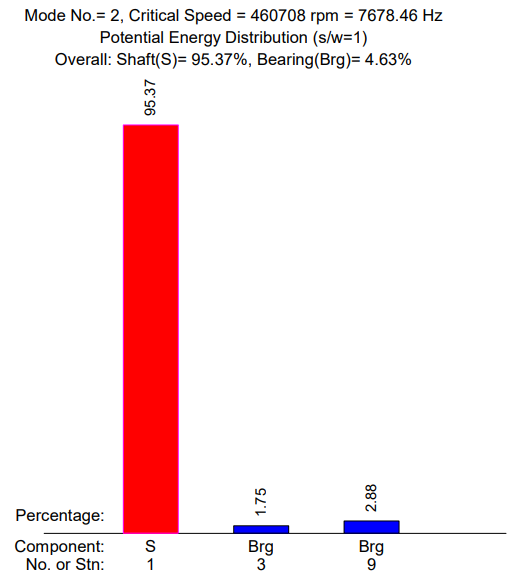 Mode No.= 2, Critical Speed = 460708 rpm = 7678.46 Hz
Potential Energy Distribution (s/w=1)
Overall: Shaft(S)= 95.37%, Bearing(Brg)= 4.63%
95.37
1.75
2.88
Percentage:
Component: S Brg Brg
No. or Stn: 1 3 9